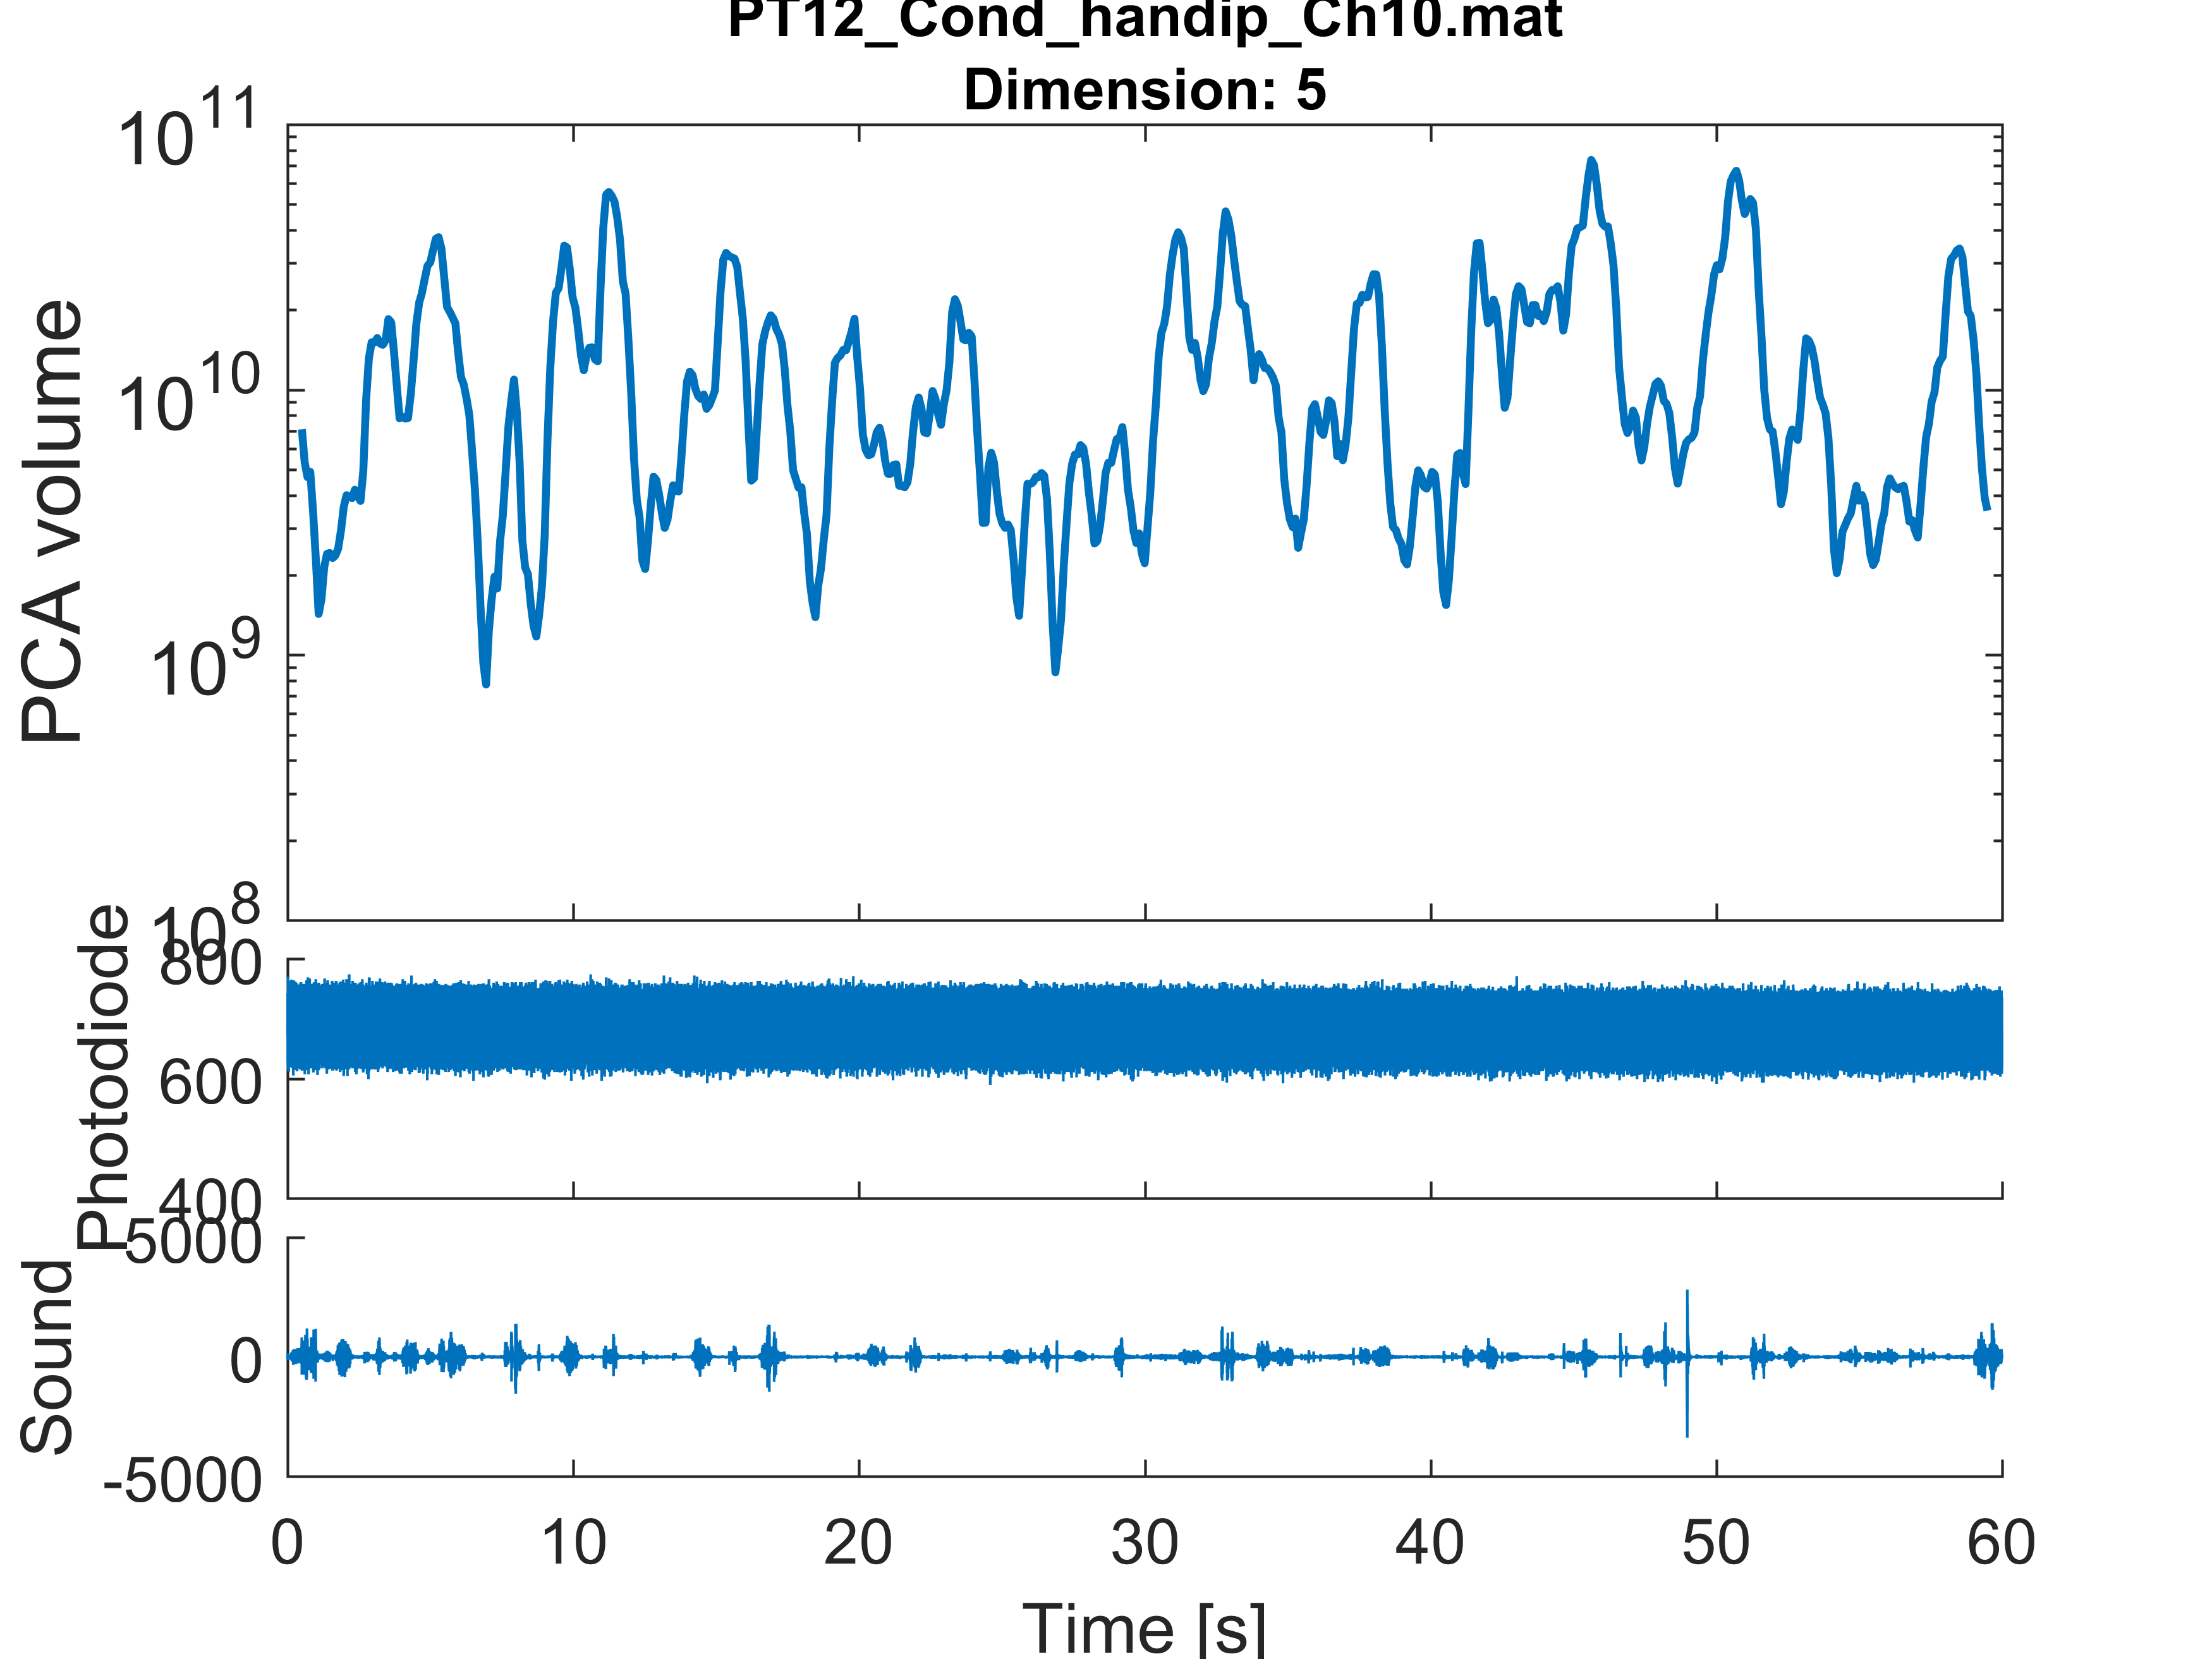 PT12_Cond_handip_Ch10.mat
Dimension: 5
PCA volume
10^11
10^10
10^9
10^8
Photodiode
800
600
400
Sound
5000
0
-5000
0 10 20 30 40 50 60
Time [s]